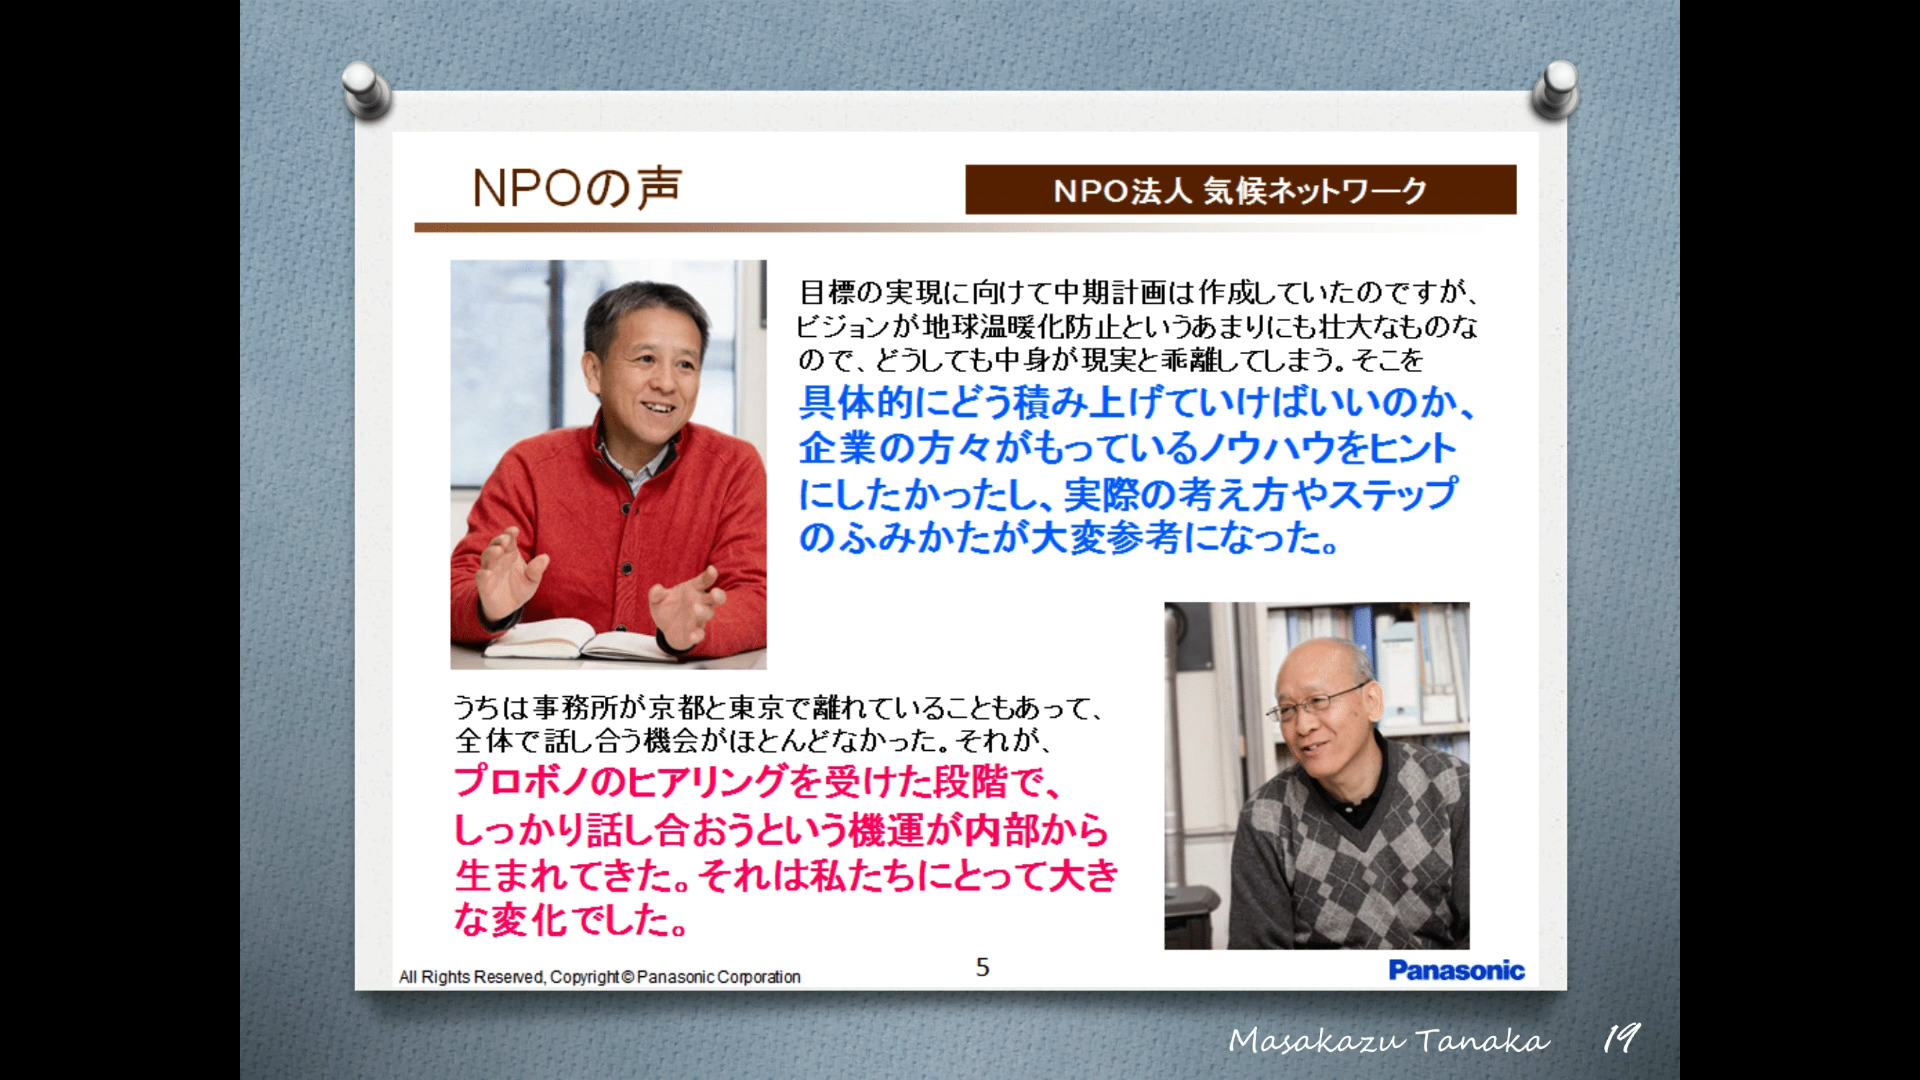 NPOの声
NPO法人 気候ネットワーク
目標の実現に向けて中期計画は作成していたのですが、
ビジョンが地球温暖化防止というあまりにも壮大なものな
ので、どうしても中身が現実と乖離してしまう。そこを
具体的にどう積み上げていけばいいのか、
企業の方々がもっているノウハウをヒント
にしたかったし、実際の考え方やステップ
のふみかたが大変参考になった。
うちは事務所が京都と東京で離れていることもあって、
全体で話し合う機会がほとんどなかった。それが、
プロボノのヒアリングを受けた段階で、
しっかり話し合おうという機運が内部から
生まれてきた。それは私たちにとって大き
な変化でした。
All Rights Reserved, Copyright © Panasonic Corporation
5
Panasonic
Masakazu Tanaka
19